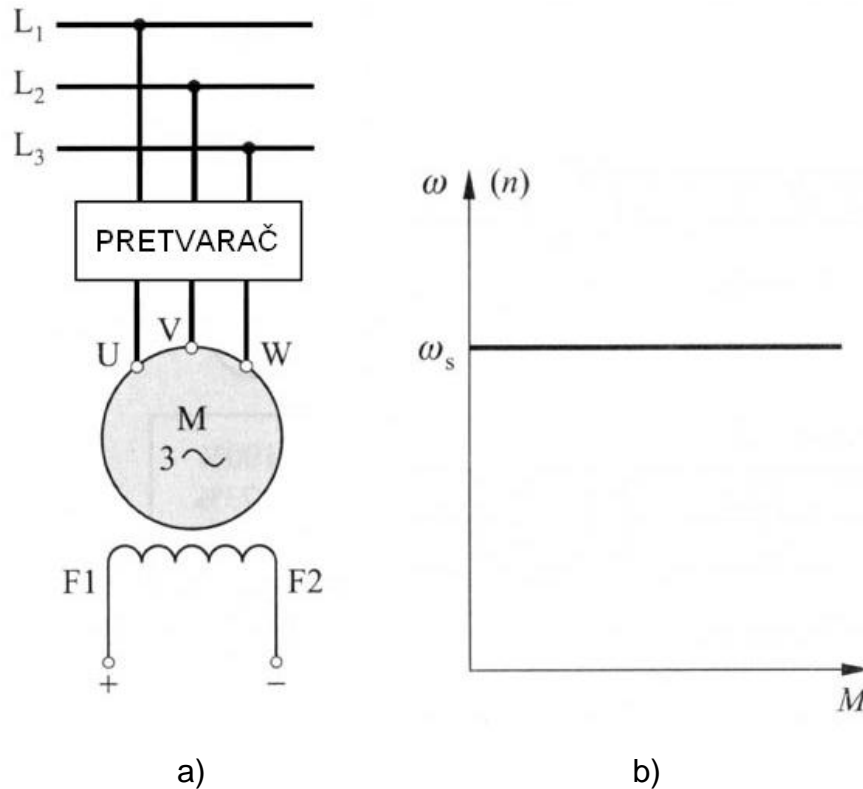 L₁
L₂
L₃
PRETVARAČ
U V W
M
3 ~
F1 F2
+ −
a)
ω (n)
ωₛ
M
b)